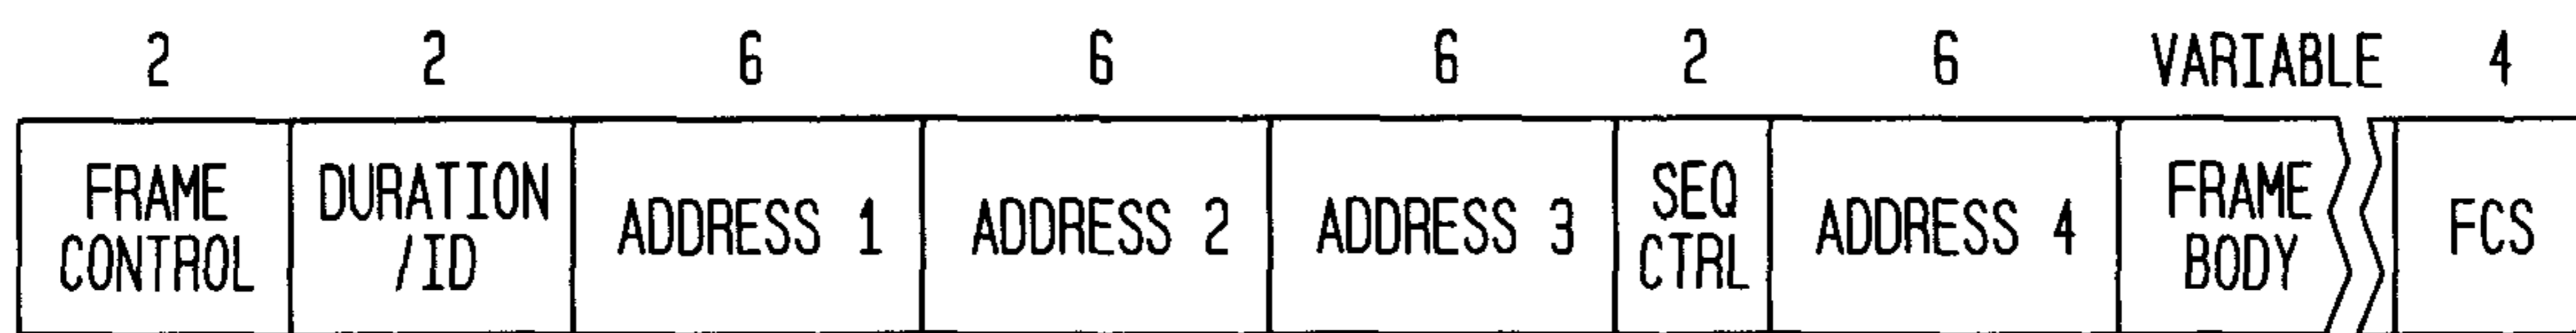 2 2 6 6 6 2 6 VARIABLE 4
FRAME CONTROL
DURATION /ID
ADDRESS 1
ADDRESS 2
ADDRESS 3
SEQ CTRL
ADDRESS 4
FRAME BODY
FCS